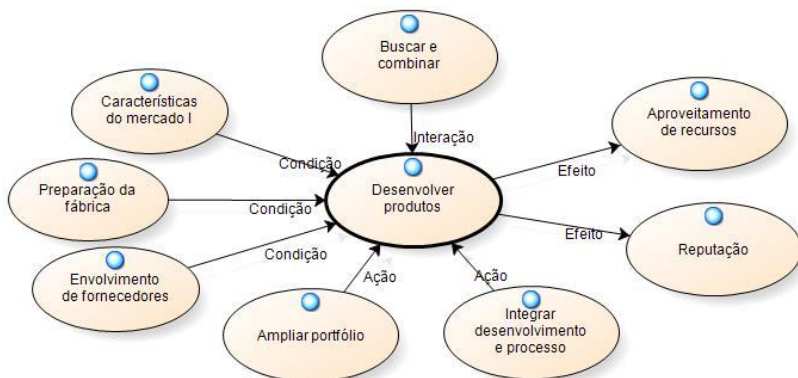 Buscar e
combinar
Características
do mercado I
Aproveitamento
de recursos
Interação
Condição
Desenvolver
produtos
Efeito
Preparação da
fábrica
Condição
Efeito
Reputação
Condição
Envolvimento
de fornecedores
Ação
Ação
Ampliar portfólio
Integrar
desenvolvimento
e processo